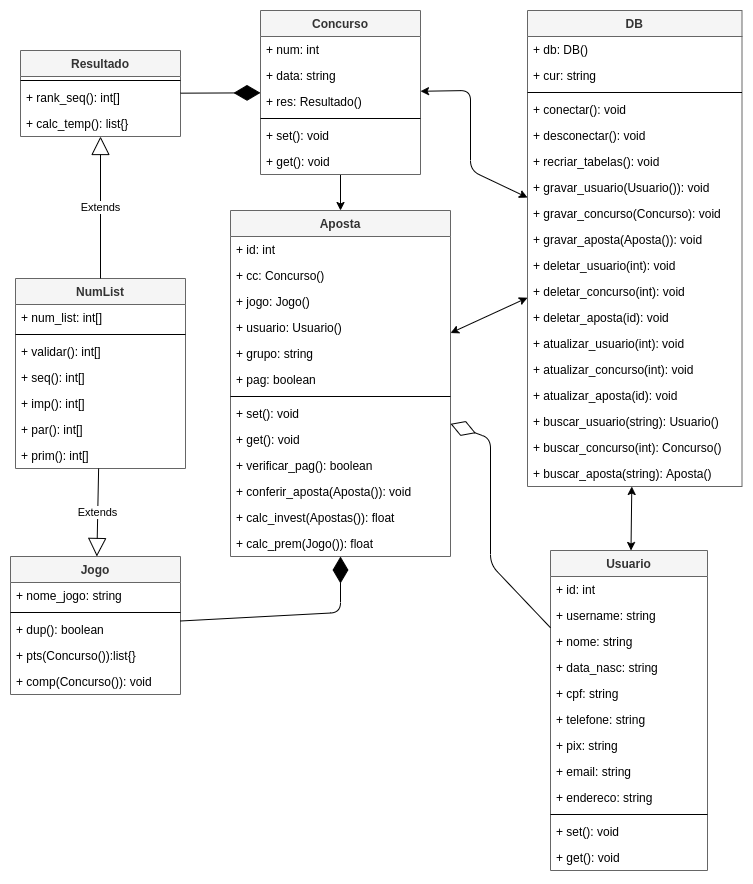 Concurso
+ num: int
+ data: string
+ res: Resultado()
+ set(): void
+ get(): void
DB
+ db: DB()
+ cur: string
+ conectar(): void
+ desconectar(): void
+ recriar_tabelas(): void
+ gravar_usuario(Usuario()): void
+ gravar_concurso(Concurso): void
+ gravar_aposta(Aposta()): void
+ deletar_usuario(int): void
+ deletar_concurso(int): void
+ deletar_aposta(id): void
+ atualizar_usuario(int): void
+ atualizar_concurso(int): void
+ atualizar_aposta(id): void
+ buscar_usuario(string): Usuario()
+ buscar_concurso(int): Concurso()
+ buscar_aposta(string): Aposta()
Resultado
+ rank_seq(): int[]
+ calc_temp(): list{}
Extends
Aposta
+ id: int
+ cc: Concurso()
+ jogo: Jogo()
+ usuario: Usuario()
+ grupo: string
+ pag: boolean
+ set(): void
+ get(): void
+ verificar_pag(): boolean
+ conferir_aposta(Aposta()): void
+ calc_invest(Apostas()): float
+ calc_prem(Jogo()): float
NumList
+ num_list: int[]
+ validar(): int[]
+ seq(): int[]
+ imp(): int[]
+ par(): int[]
+ prim(): int[]
Extends
Jogo
+ nome_jogo: string
+ dup(): boolean
+ pts(Concurso()):list{}
+ comp(Concurso()): void
Usuario
+ id: int
+ username: string
+ nome: string
+ data_nasc: string
+ cpf: string
+ telefone: string
+ pix: string
+ email: string
+ endereco: string
+ set(): void
+ get(): void